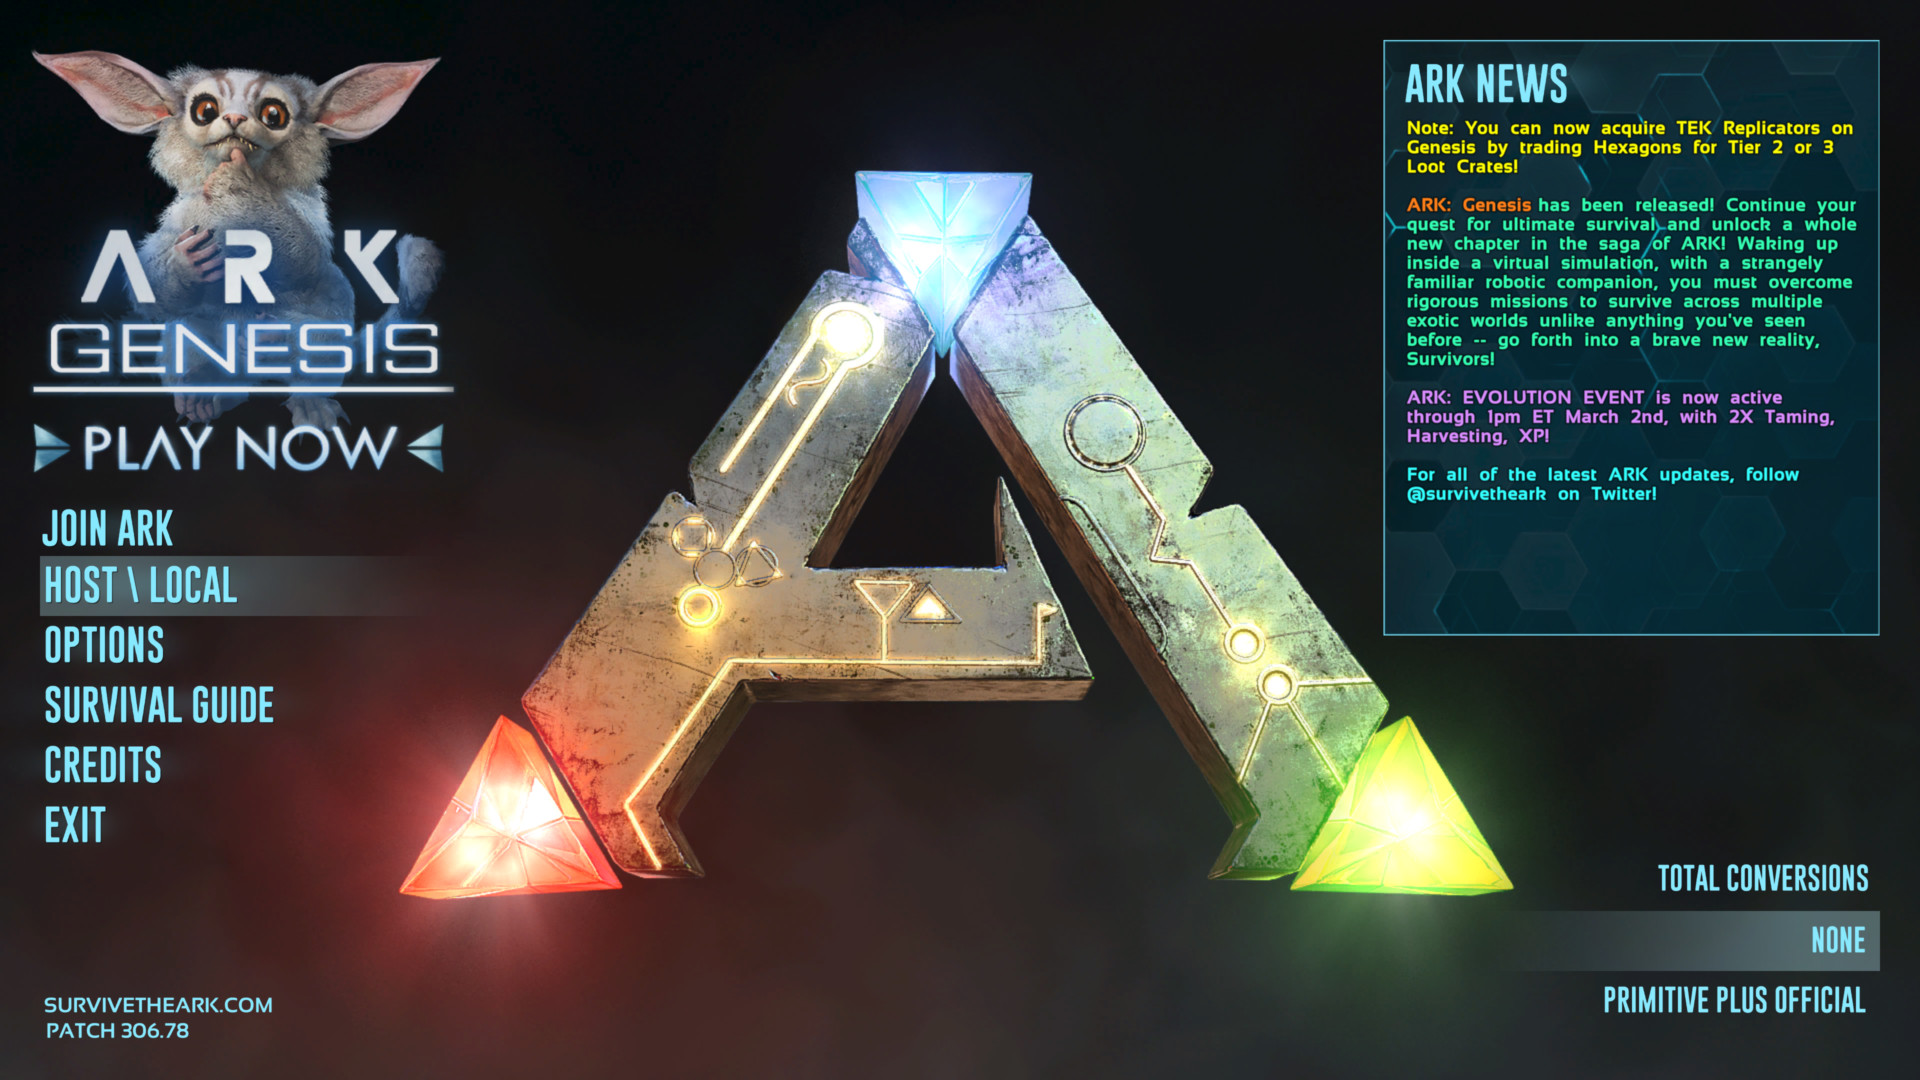 ARK
GENESIS
PLAY NOW
JOIN ARK
HOST \ LOCAL
OPTIONS
SURVIVAL GUIDE
CREDITS
EXIT
SURVIVETHEARK.COM
PATCH 306.78
ARK NEWS
Note: You can now acquire TEK Replicators on
Genesis by trading Hexagons for Tier 2 or 3
Loot Crates!
ARK: Genesis has been released! Continue your
quest for ultimate survival and unlock a whole
new chapter in the saga of ARK! Waking up
inside a virtual simulation, with a strangely
familiar robotic companion, you must overcome
rigorous missions to survive across multiple
exotic worlds unlike anything you've seen
before -- go forth into a brave new reality,
Survivors!
ARK: EVOLUTION EVENT is now active
through 1pm ET March 2nd, with 2X Taming,
Harvesting, XP!
For all of the latest ARK updates, follow
@survivetheark on Twitter!
TOTAL CONVERSIONS
NONE
PRIMITIVE PLUS OFFICIAL